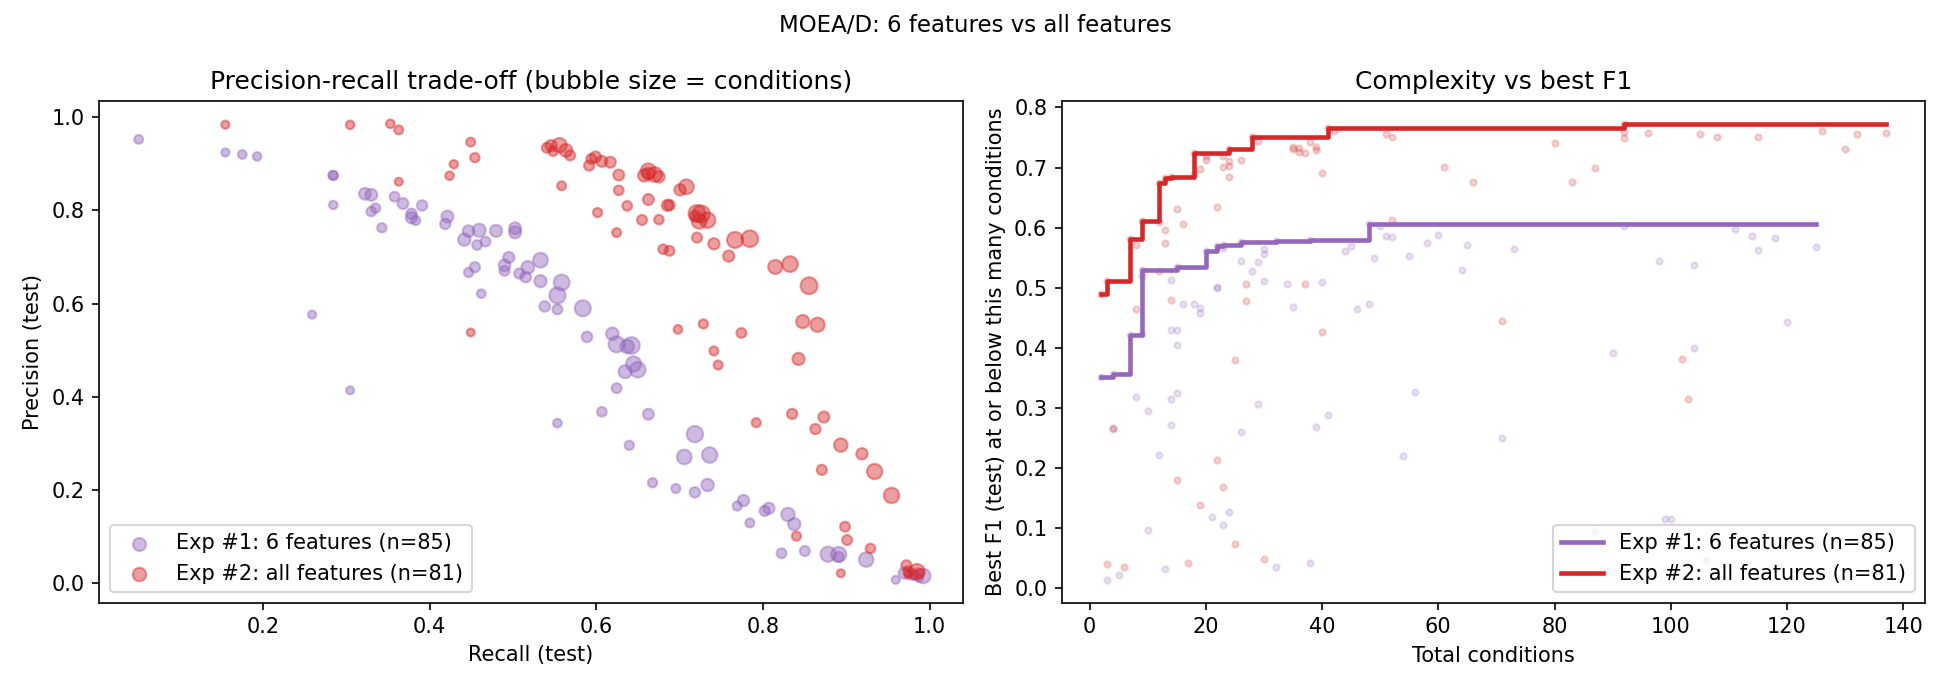 MOEA/D: 6 features vs all features
Precision-recall trade-off (bubble size = conditions)
Precision (test)
1.0
0.8
0.6
0.4
0.2
0.0
Exp #1: 6 features (n=85)
Exp #2: all features (n=81)
0.2 0.4 0.6 0.8 1.0
Recall (test)
Complexity vs best F1
Best F1 (test) at or below this many conditions
0.8
0.7
0.6
0.5
0.4
0.3
0.2
0.1
0.0
Exp #1: 6 features (n=85)
Exp #2: all features (n=81)
0 20 40 60 80 100 120 140
Total conditions